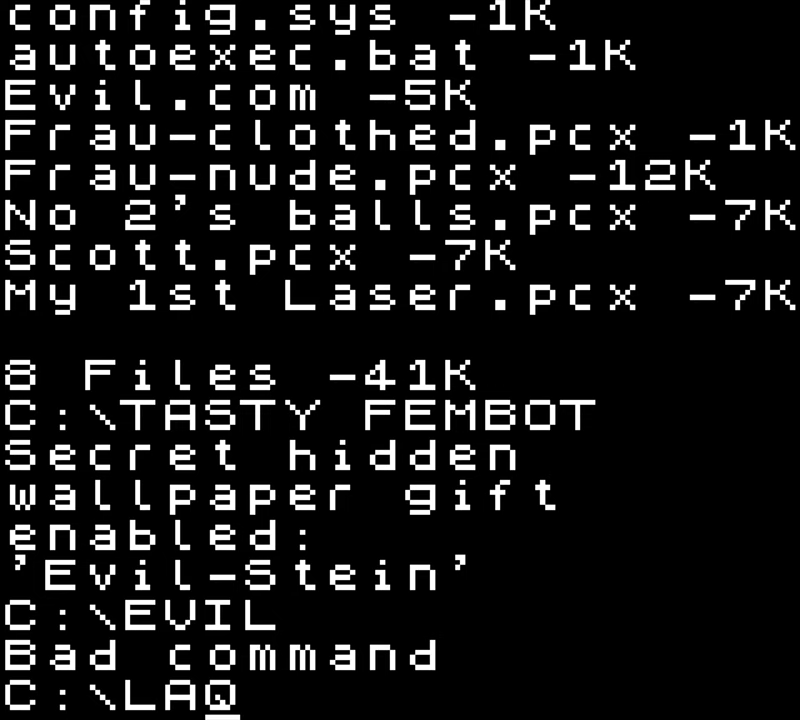 config.sys -1K
autoexec.bat -1K
Evil.com -5K
Frau-clothed.pcx -1K
Frau-nude.pcx -12K
No 2's balls.pcx -7K
Scott.pcx -7K
My 1st Laser.pcx -7K
8 Files -41K
C:\TASTY FEMBOT
Secret hidden
wallpaper gift
enabled:
'Evil-Stein'
C:\EVIL
Bad command
C:\LAQ